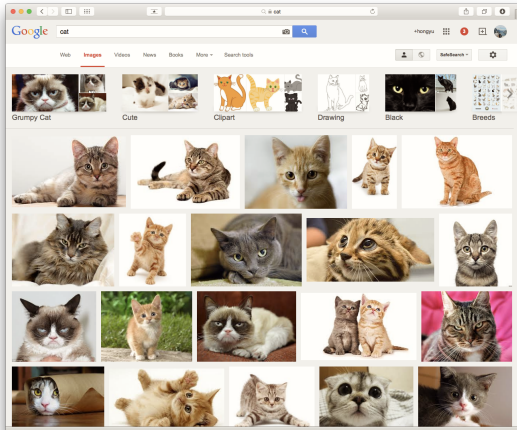 cat
Google
cat
+hongyu
3
Web Images Videos News Books More Search tools
SafeSearch
Grumpy Cat
Cute
Clipart
Drawing
Black
Breeds